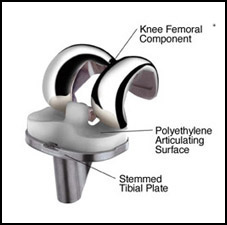 Knee Femoral
Component
Polyethylene
Articulating
Surface
Stemmed
Tibial Plate